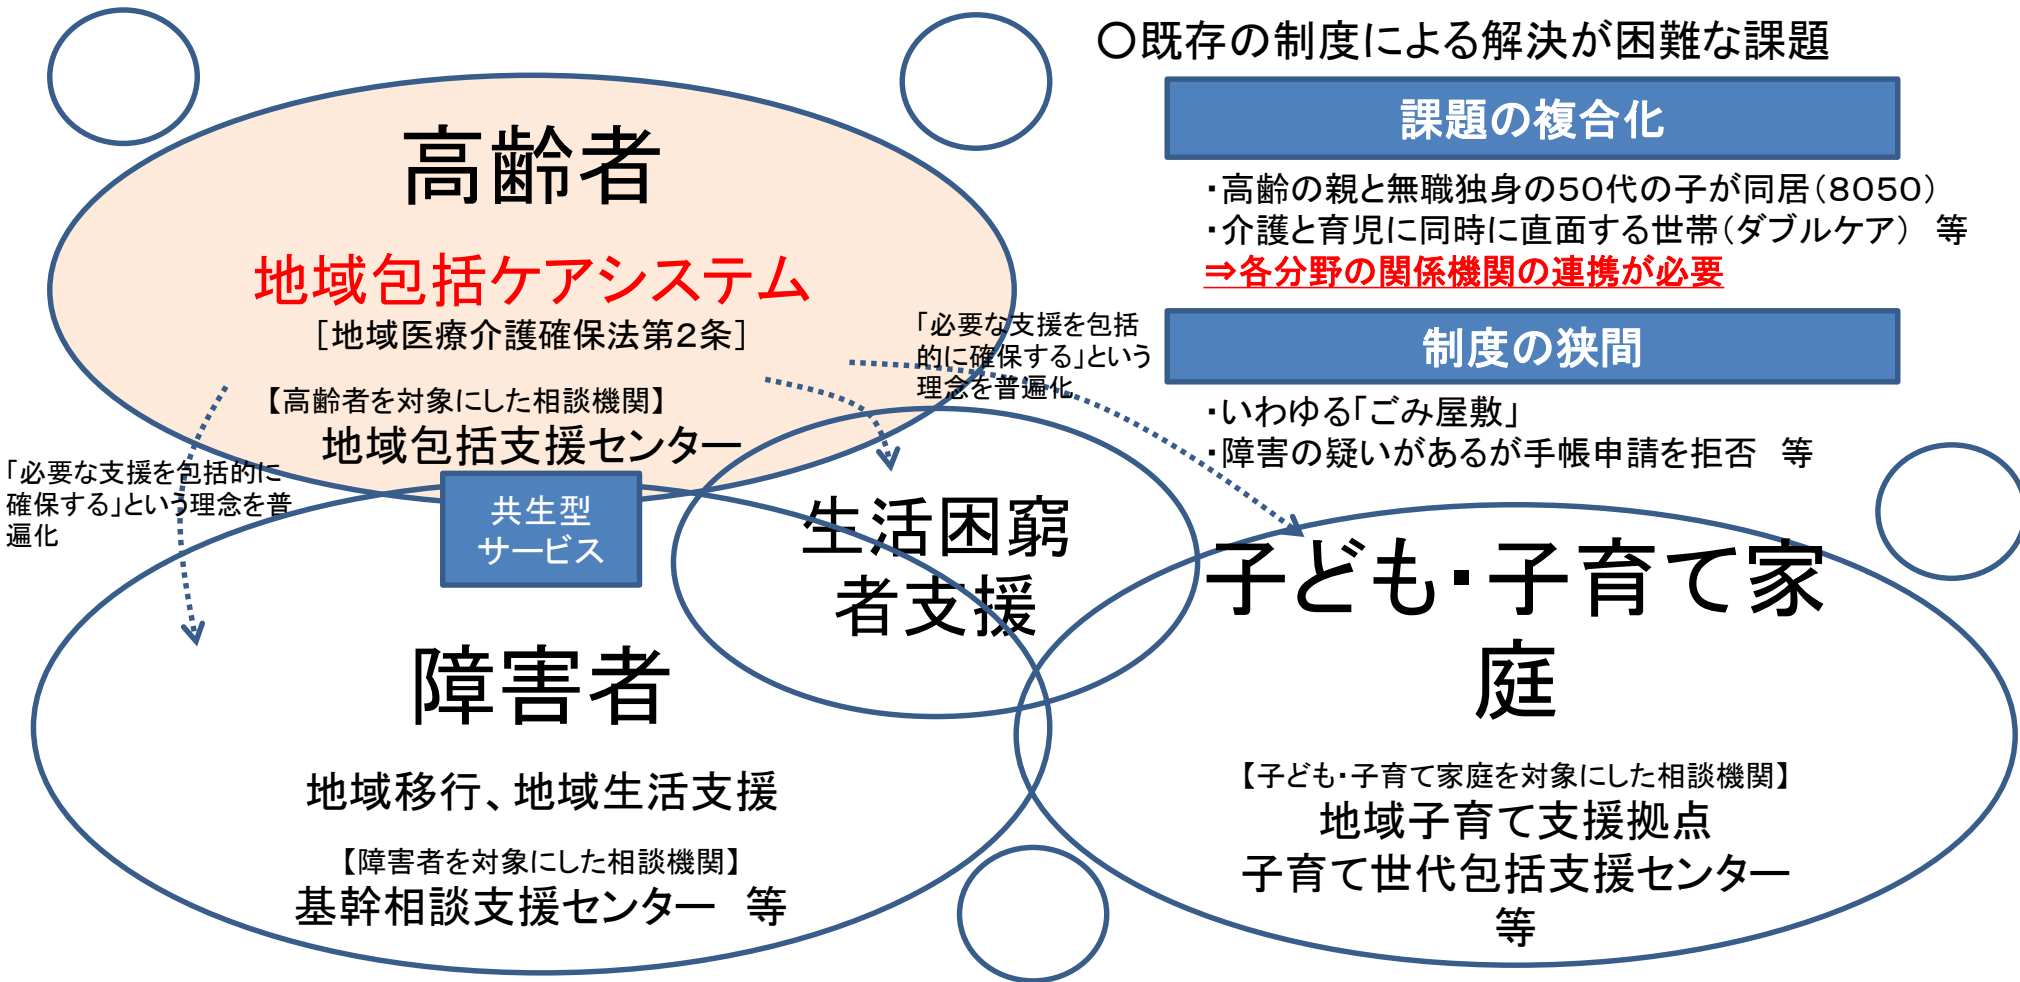 高齢者
地域包括ケアシステム
［地域医療介護確保法第2条］
【高齢者を対象にした相談機関】
地域包括支援センター
「必要な支援を包括的に
確保する」という理念を普
遍化
「必要な支援を包括
的に確保する」という
理念を普遍化
共生型
サービス
生活困窮
者支援
障害者
地域移行、地域生活支援
【障害者を対象にした相談機関】
基幹相談支援センター　等
〇既存の制度による解決が困難な課題
課題の複合化
・高齢の親と無職独身の50代の子が同居（8050）
・介護と育児に同時に直面する世帯（ダブルケア）　等
⇒各分野の関係機関の連携が必要
制度の狭間
・いわゆる「ごみ屋敷」
・障害の疑いがあるが手帳申請を拒否　等
子ども・子育て家
庭
【子ども・子育て家庭を対象にした相談機関】
地域子育て支援拠点
子育て世代包括支援センター
等